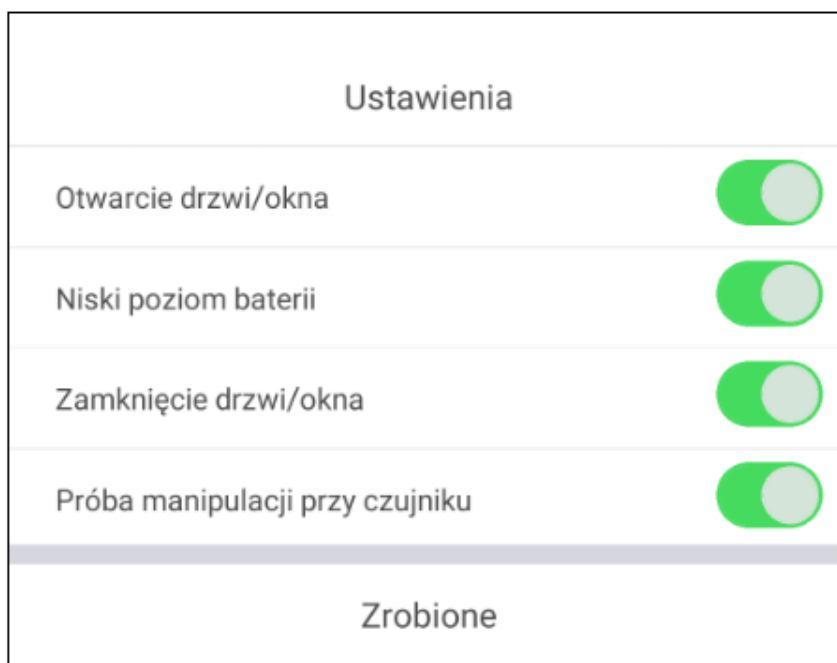 Ustawienia
Otwarcie drzwi/okna
Niski poziom baterii
Zamknięcie drzwi/okna
Próba manipulacji przy czujniku
Zrobione